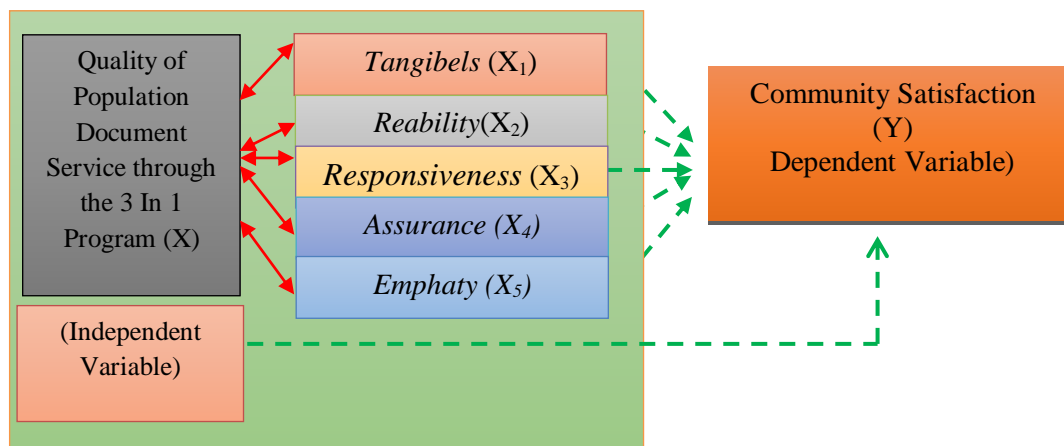 Quality of
Population
Document
Service through
the 3 In 1
Program (X)
(Independent
Variable)
Tangibels (X₁)
Reability(X₂)
Responsiveness (X₃)
Assurance (X₄)
Emphaty (X₅)
Community Satisfaction
(Y)
Dependent Variable)